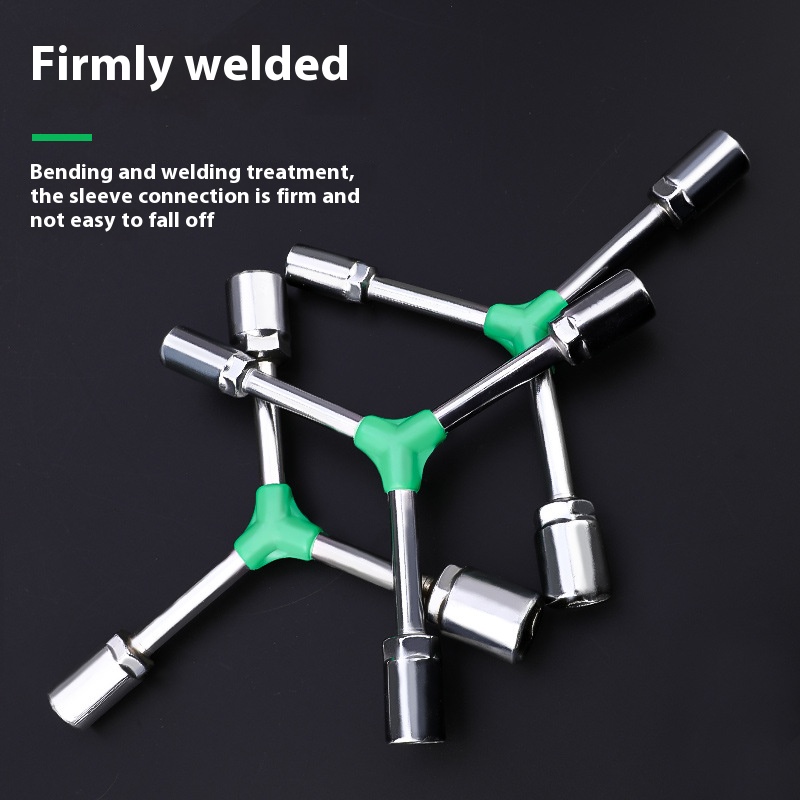 Firmly welded
Bending and welding treatment,
the sleeve connection is firm and
not easy to fall off